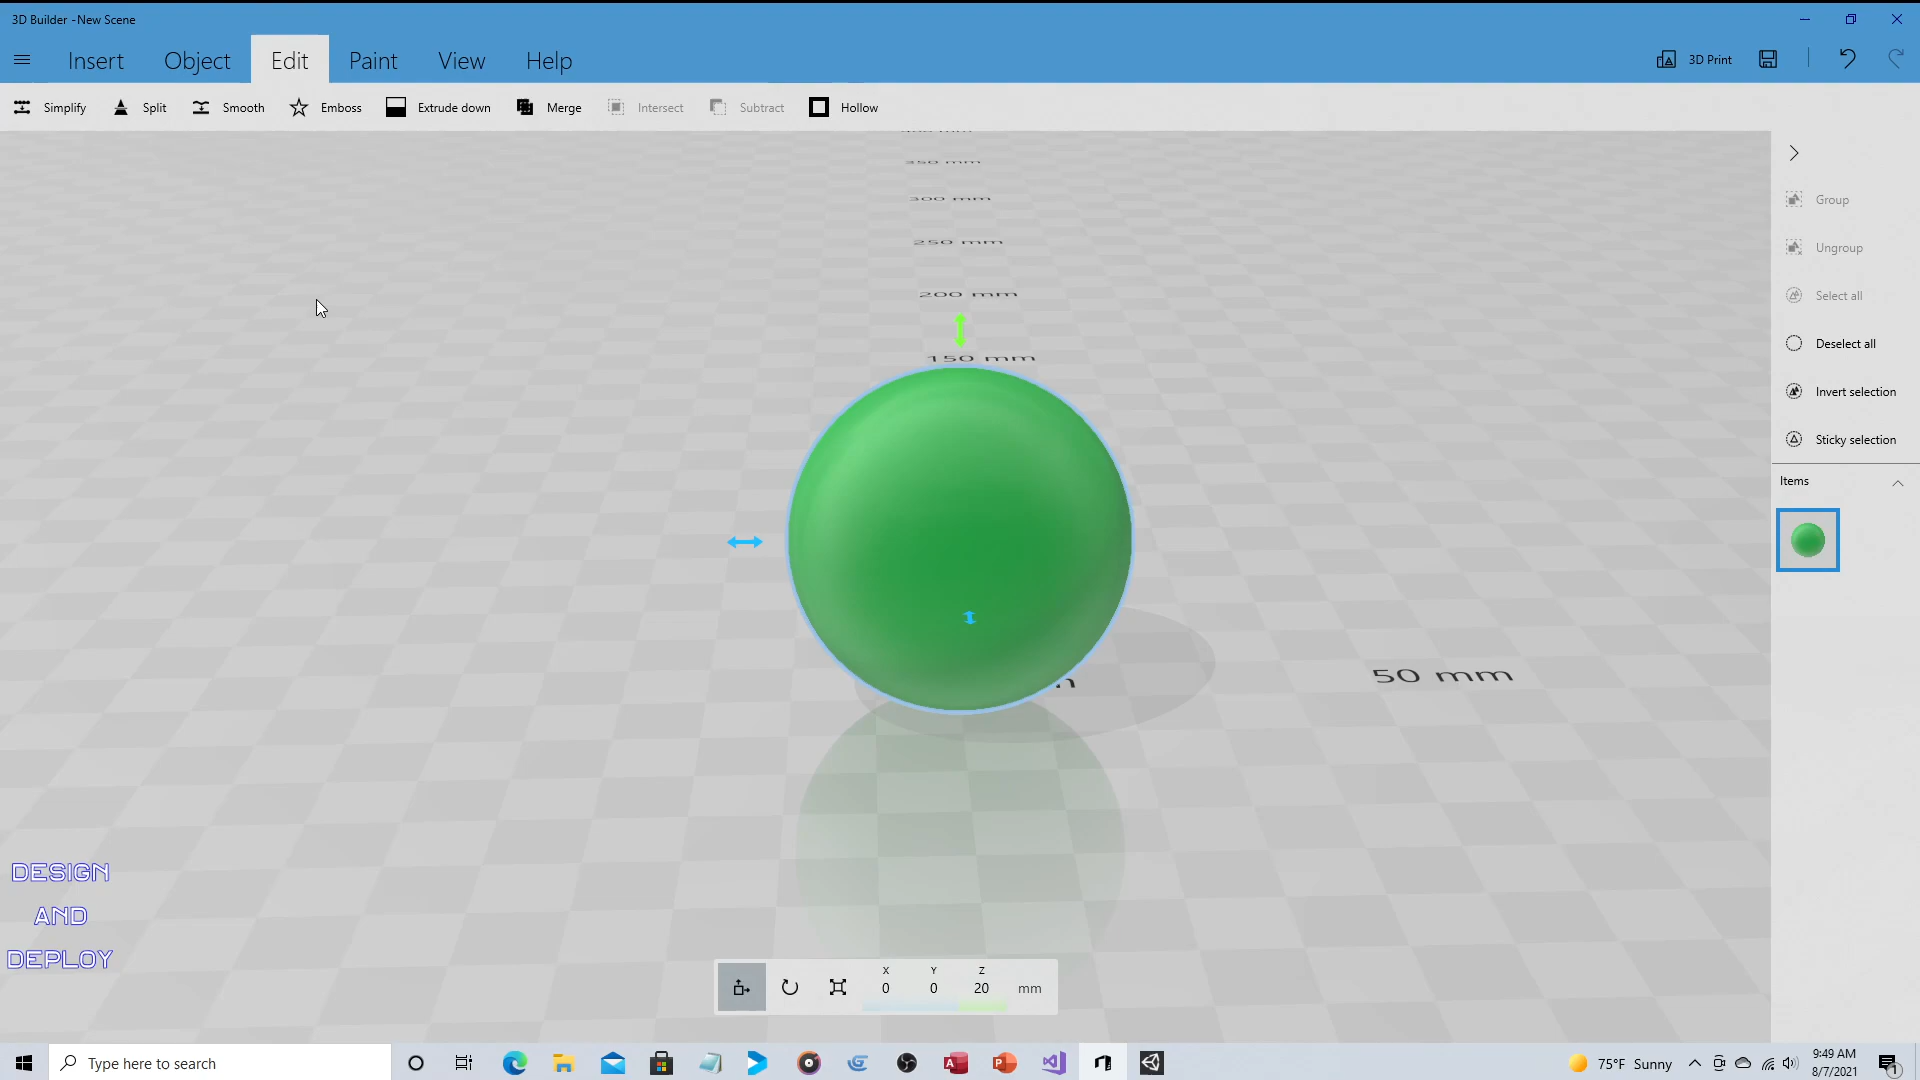 3D Builder -New Scene
Insert Object Edit Paint View Help
3D Print
Simplify Split Smooth Emboss Extrude down Merge Intersect Subtract Hollow
350 mm
300 mm
250 mm
200 mm
150 mm
50 mm
Group
Ungroup
Select all
Deselect all
Invert selection
Sticky selection
Items
DESIGN
AND
DEPLOY
X Y Z
0 0 20 mm
Type here to search
75°F Sunny
9:49 AM
8/7/2021
1